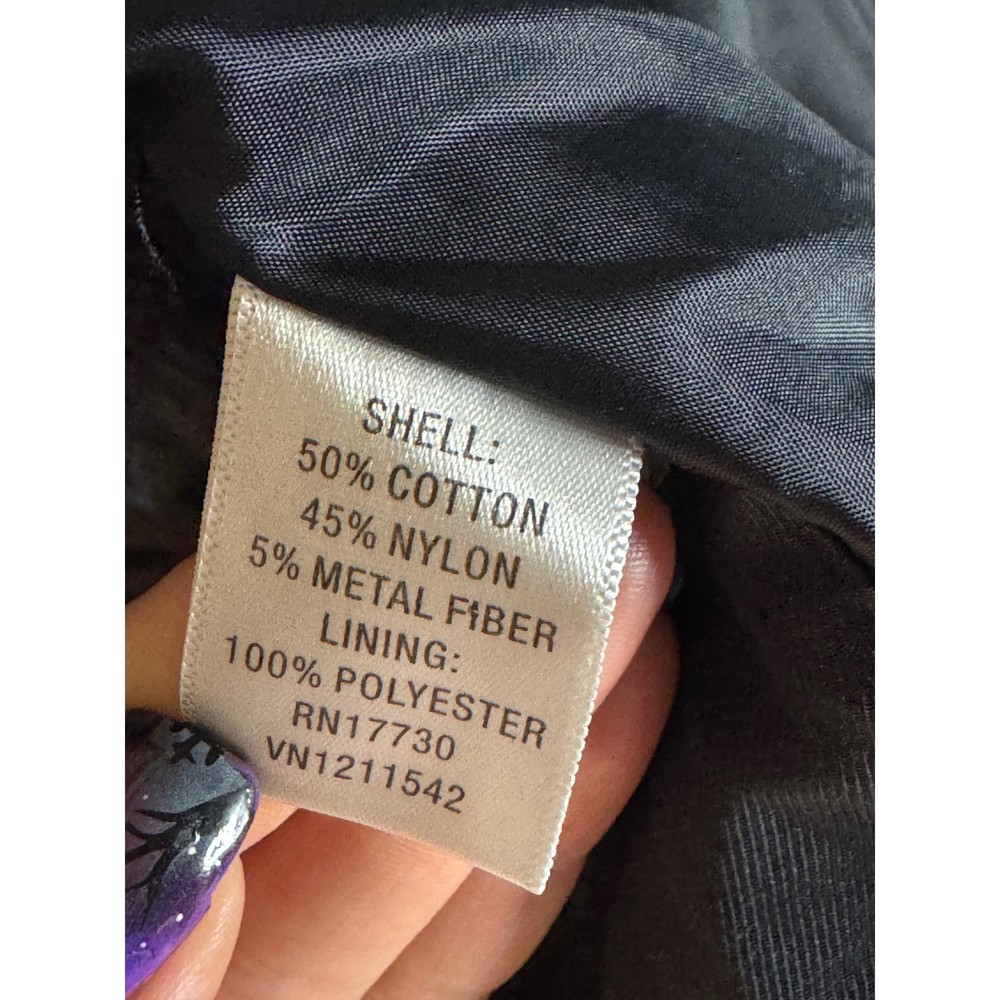 SHELL:
50% COTTON
45% NYLON
5% METAL FIBER
LINING:
100% POLYESTER
RN17730
VN1211542